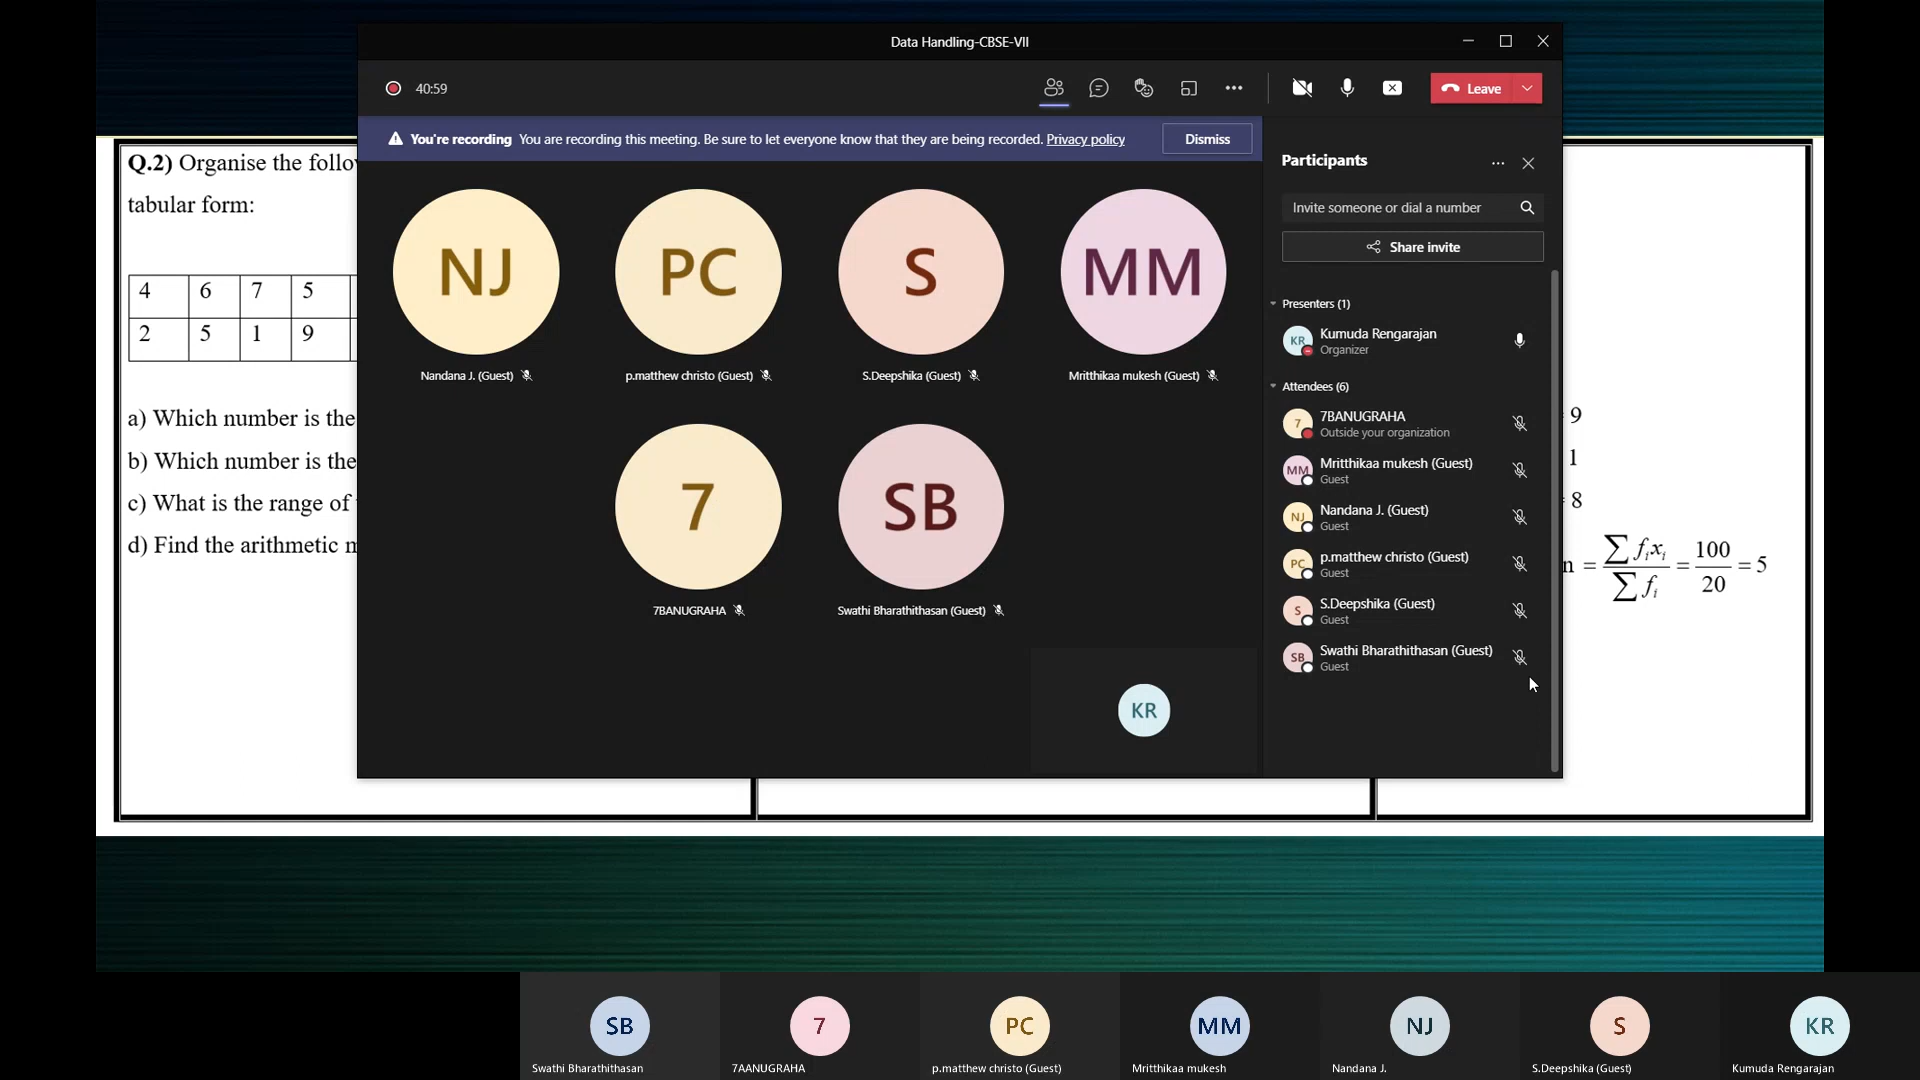 Data Handling-CBSE-VII
40:59
Leave
You're recording You are recording this meeting. Be sure to let everyone know that they are being recorded. Privacy policy
Dismiss
Participants
Invite someone or dial a number
Share invite
Presenters (1)
KR Kumuda Rengarajan
Organizer
Attendees (6)
7 7BANUGRAHA
Outside your organization
MM Mritthikaa mukesh (Guest)
Guest
NJ Nandana J. (Guest)
Guest
PC p.matthew christo (Guest)
Guest
S S.Deepshika (Guest)
Guest
SB Swathi Bharathithasan (Guest)
Guest
NJ PC S MM
Nandana J. (Guest) p.matthew christo (Guest) S.Deepshika (Guest) Mritthikaa mukesh (Guest)
7 SB
7BANUGRAHA Swathi Bharathithasan (Guest)
KR
Q.2) Organise the follo
tabular form:
4 6 7 5
2 5 1 9
a) Which number is the
b) Which number is the
c) What is the range of
d) Find the arithmetic
9
1
8
n = ∑ fᵢxᵢ / ∑ fᵢ = 100 / 20 = 5
SB 7 PC MM NJ S KR
Swathi Bharathithasan 7AANUGRAHA p.matthew christo (Guest) Mritthikaa mukesh Nandana J. S.Deepshika (Guest) Kumuda Rengarajan